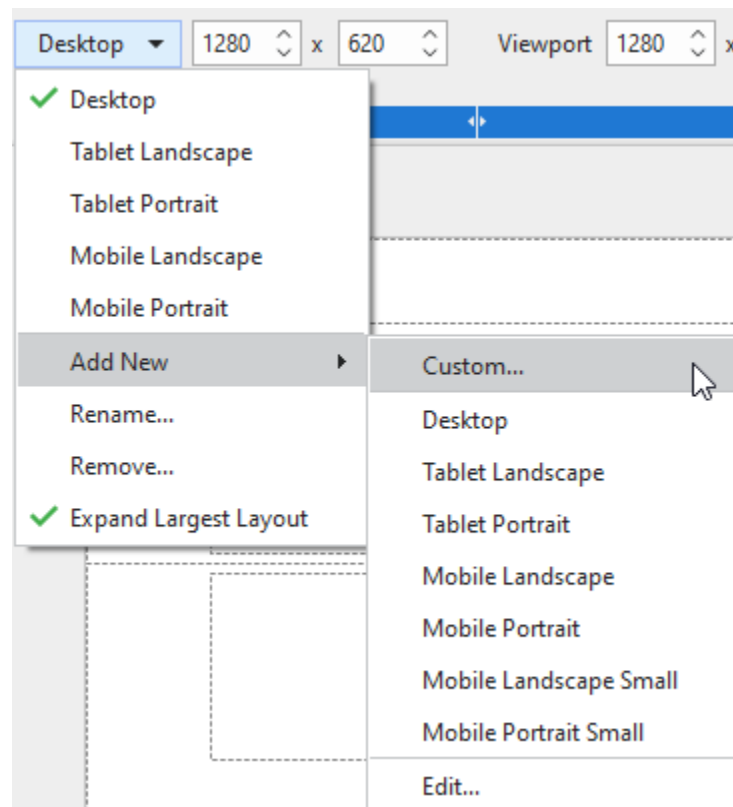 Desktop 1280 x 620 Viewport 1280 x
Desktop
Tablet Landscape
Tablet Portrait
Mobile Landscape
Mobile Portrait
Add New
Rename...
Remove...
Expand Largest Layout
Custom...
Desktop
Tablet Landscape
Tablet Portrait
Mobile Landscape
Mobile Portrait
Mobile Landscape Small
Mobile Portrait Small
Edit...